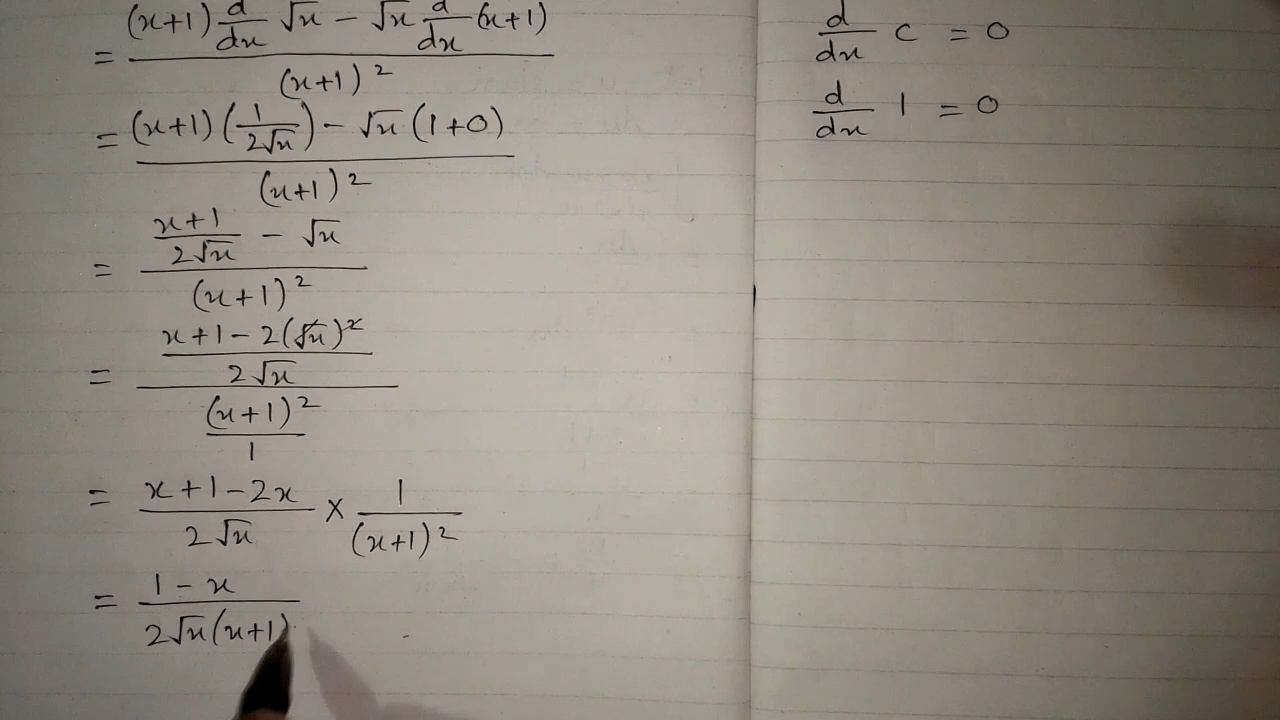 = ((x+1) d/dx √x − √x d/dx (x+1)) / (x+1)²
= ((x+1) (1/2√x) − √x (1+0)) / (x+1)²
= ((x+1)/2√x − √x) / (x+1)²
= ((x+1−2(√x)²)/2√x) / ((x+1)²/1)
= (x+1−2x)/2√x × 1/(x+1)²
= (1−x)/2√x(x+1)
d/dx c = 0
d/dx 1 = 0